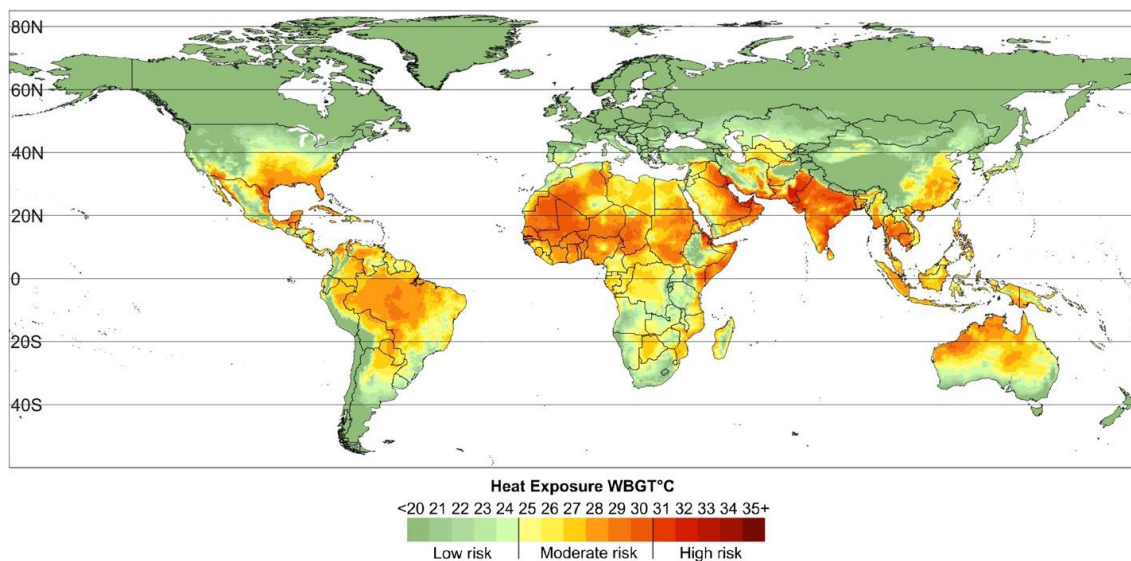 80N
60N
40N
20N
0
20S
40S
Heat Exposure WBGT°C
<20 21 22 23 24 25 26 27 28 29 30 31 32 33 34 35+
Low risk Moderate risk High risk